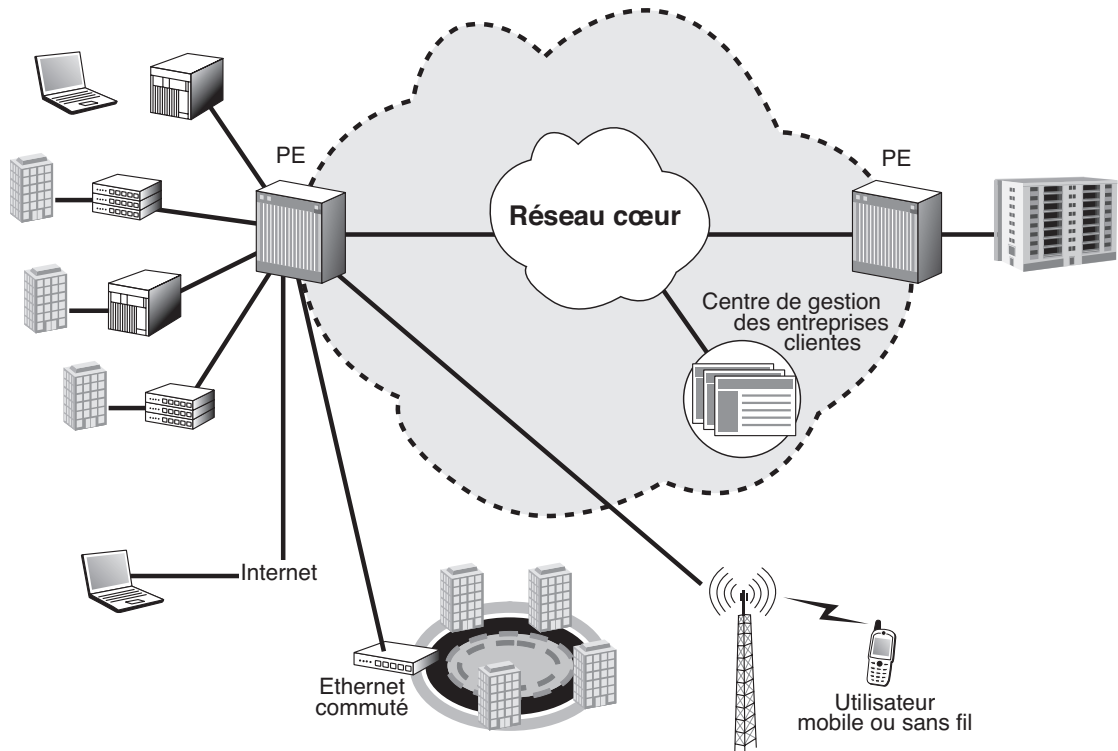 PE
PE
Réseau cœur
Centre de gestion
des entreprises
clientes
Internet
Ethernet
commuté
Utilisateur
mobile ou sans fil